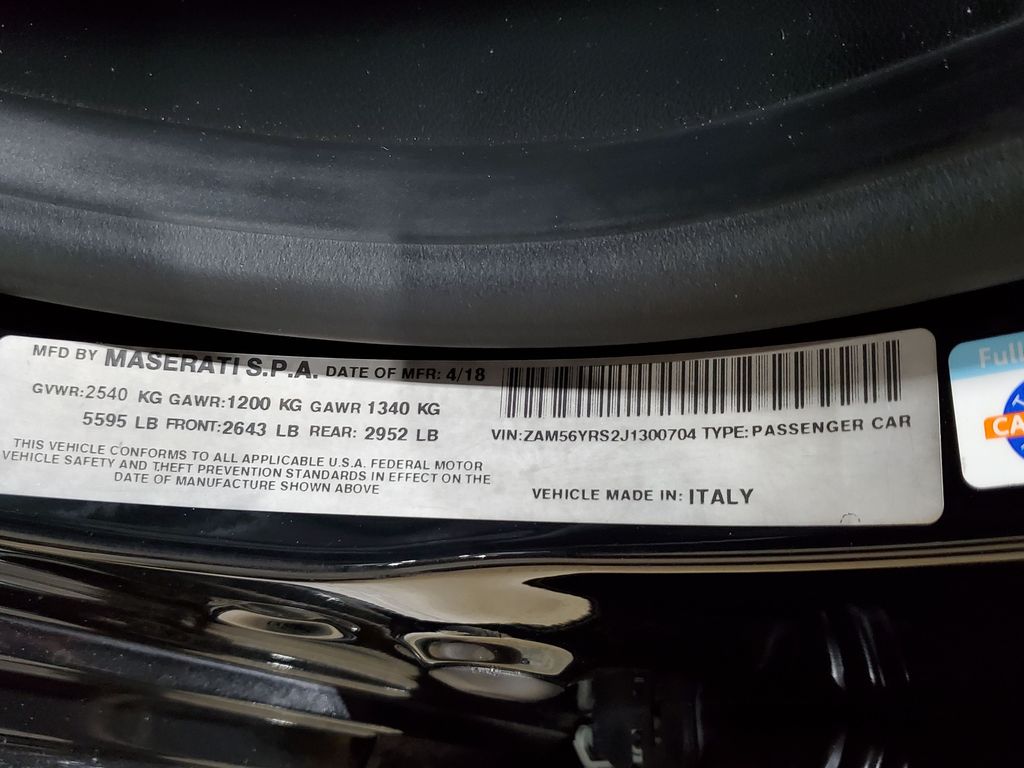 MFD BY MASERATI S.P.A. DATE OF MFR: 4/18
GVWR:2540 KG GAWR:1200 KG GAWR 1340 KG
5595 LB FRONT:2643 LB REAR: 2952 LB
THIS VEHICLE CONFORMS TO ALL APPLICABLE U.S.A. FEDERAL MOTOR
VEHICLE SAFETY AND THEFT PREVENTION STANDARDS IN EFFECT ON THE
DATE OF MANUFACTURE SHOWN ABOVE
VIN:ZAM56YRS2J1300704 TYPE:PASSENGER CAR
VEHICLE MADE IN: ITALY
Full
CA